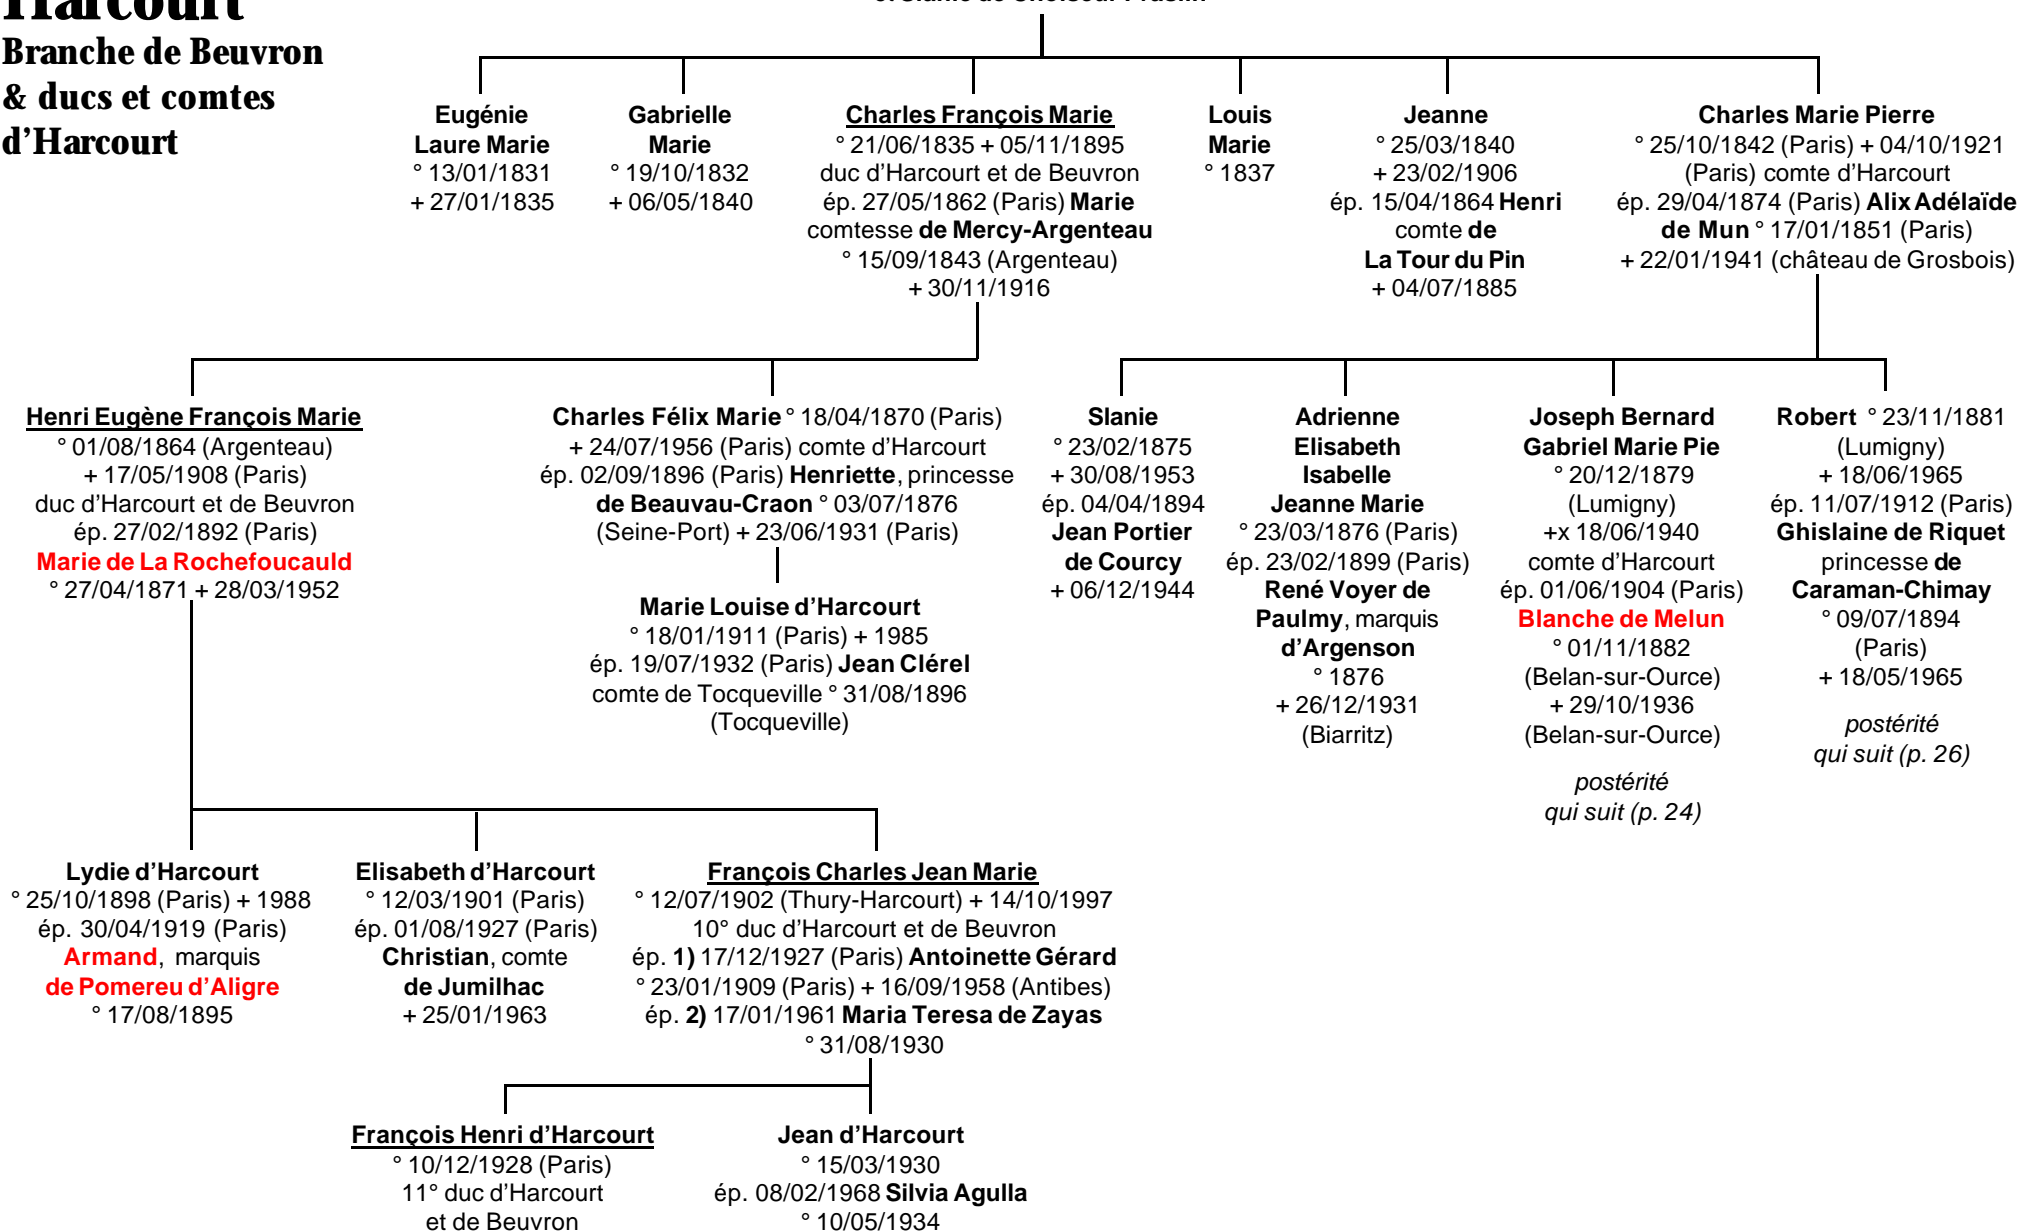 Harcourt
Branche de Beuvron
& ducs et comtes
d'Harcourt
Eugénie
Laure Marie
° 13/01/1831
+ 27/01/1835
Gabrielle
Marie
° 19/10/1832
+ 06/05/1840
Charles François Marie
° 21/06/1835 + 05/11/1895
duc d'Harcourt et de Beuvron
ép. 27/05/1862 (Paris) Marie
comtesse de Mercy-Argenteau
° 15/09/1843 (Argenteau)
+ 30/11/1916
Louis
Marie
° 1837
Jeanne
° 25/03/1840
+ 23/02/1906
ép. 15/04/1864 Henri
comte de
La Tour du Pin
+ 04/07/1885
Charles Marie Pierre
° 25/10/1842 (Paris) + 04/10/1921
(Paris) comte d'Harcourt
ép. 29/04/1874 (Paris) Alix Adélaïde
de Mun ° 17/01/1851 (Paris)
+ 22/01/1941 (château de Grosbois)
Henri Eugène François Marie
° 01/08/1864 (Argenteau)
+ 17/05/1908 (Paris)
duc d'Harcourt et de Beuvron
ép. 27/02/1892 (Paris)
Marie de La Rochefoucauld
° 27/04/1871 + 28/03/1952
Charles Félix Marie ° 18/04/1870 (Paris)
+ 24/07/1956 (Paris) comte d'Harcourt
ép. 02/09/1896 (Paris) Henriette, princesse
de Beauvau-Craon ° 03/07/1876
(Seine-Port) + 23/06/1931 (Paris)
Marie Louise d'Harcourt
° 18/01/1911 (Paris) + 1985
ép. 19/07/1932 (Paris) Jean Clérel
comte de Tocqueville ° 31/08/1896
(Tocqueville)
Slanie
° 23/02/1875
+ 30/08/1953
ép. 04/04/1894
Jean Portier
de Courcy
+ 06/12/1944
Adrienne
Elisabeth
Isabelle
Jeanne Marie
° 23/03/1876 (Paris)
ép. 23/02/1899 (Paris)
René Voyer de
Paulmy, marquis
d'Argenson
° 1876
+ 26/12/1931
(Biarritz)
Joseph Bernard
Gabriel Marie Pie
° 20/12/1879
(Lumigny)
+x 18/06/1940
comte d'Harcourt
ép. 01/06/1904 (Paris)
Blanche de Melun
° 01/11/1882
(Belan-sur-Ource)
+ 29/10/1936
(Belan-sur-Ource)
postérité
qui suit (p. 24)
Robert ° 23/11/1881
(Lumigny)
+ 18/06/1965
ép. 11/07/1912 (Paris)
Ghislaine de Riquet
princesse de
Caraman-Chimay
° 09/07/1894
(Paris)
+ 18/05/1965
postérité
qui suit (p. 26)
Lydie d'Harcourt
° 25/10/1898 (Paris) + 1988
ép. 30/04/1919 (Paris)
Armand, marquis
de Pomereu d'Aligre
° 17/08/1895
Elisabeth d'Harcourt
° 12/03/1901 (Paris)
ép. 01/08/1927 (Paris)
Christian, comte
de Jumilhac
+ 25/01/1963
François Charles Jean Marie
° 12/07/1902 (Thury-Harcourt) + 14/10/1997
10° duc d'Harcourt et de Beuvron
ép. 1) 17/12/1927 (Paris) Antoinette Gérard
° 23/01/1909 (Paris) + 16/09/1958 (Antibes)
ép. 2) 17/01/1961 Maria Teresa de Zayas
° 31/08/1930
François Henri d'Harcourt
° 10/12/1928 (Paris)
11° duc d'Harcourt
et de Beuvron
Jean d'Harcourt
° 15/03/1930
ép. 08/02/1968 Silvia Agulla
° 10/05/1934